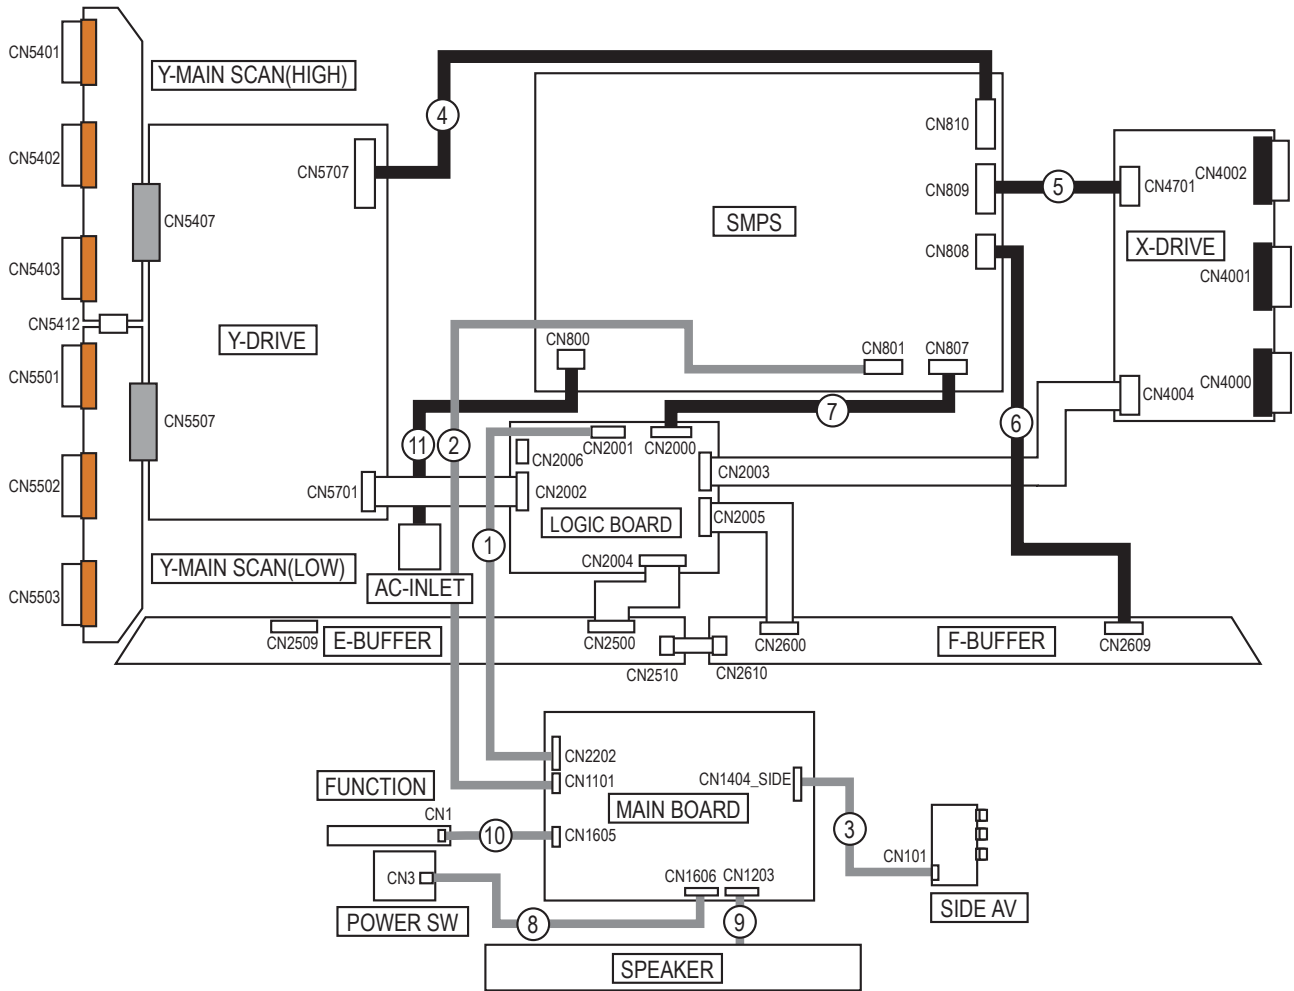 CN5401
Y-MAIN SCAN(HIGH)
4
CN810
CN5402
CN5707
CN809
5
CN4701
CN4002
CN5407
SMPS
CN808
X-DRIVE
CN5403
CN4001
CN5412
Y-DRIVE
CN800
CN801
CN807
CN5501
CN4004
CN4000
CN5507
11
2
7
6
CN2006
CN2001
CN2000
CN2003
CN5502
CN5701
CN2002
CN2005
LOGIC BOARD
1
CN2004
Y-MAIN SCAN(LOW)
AC-INLET
CN5503
CN2509
E-BUFFER
CN2500
CN2600
F-BUFFER
CN2609
CN2510
CN2610
CN2202
CN1101
CN1404_SIDE
FUNCTION
MAIN BOARD
CN1
10
CN1605
3
CN101
CN3
CN1606
CN1203
POWER SW
8
9
SIDE AV
SPEAKER